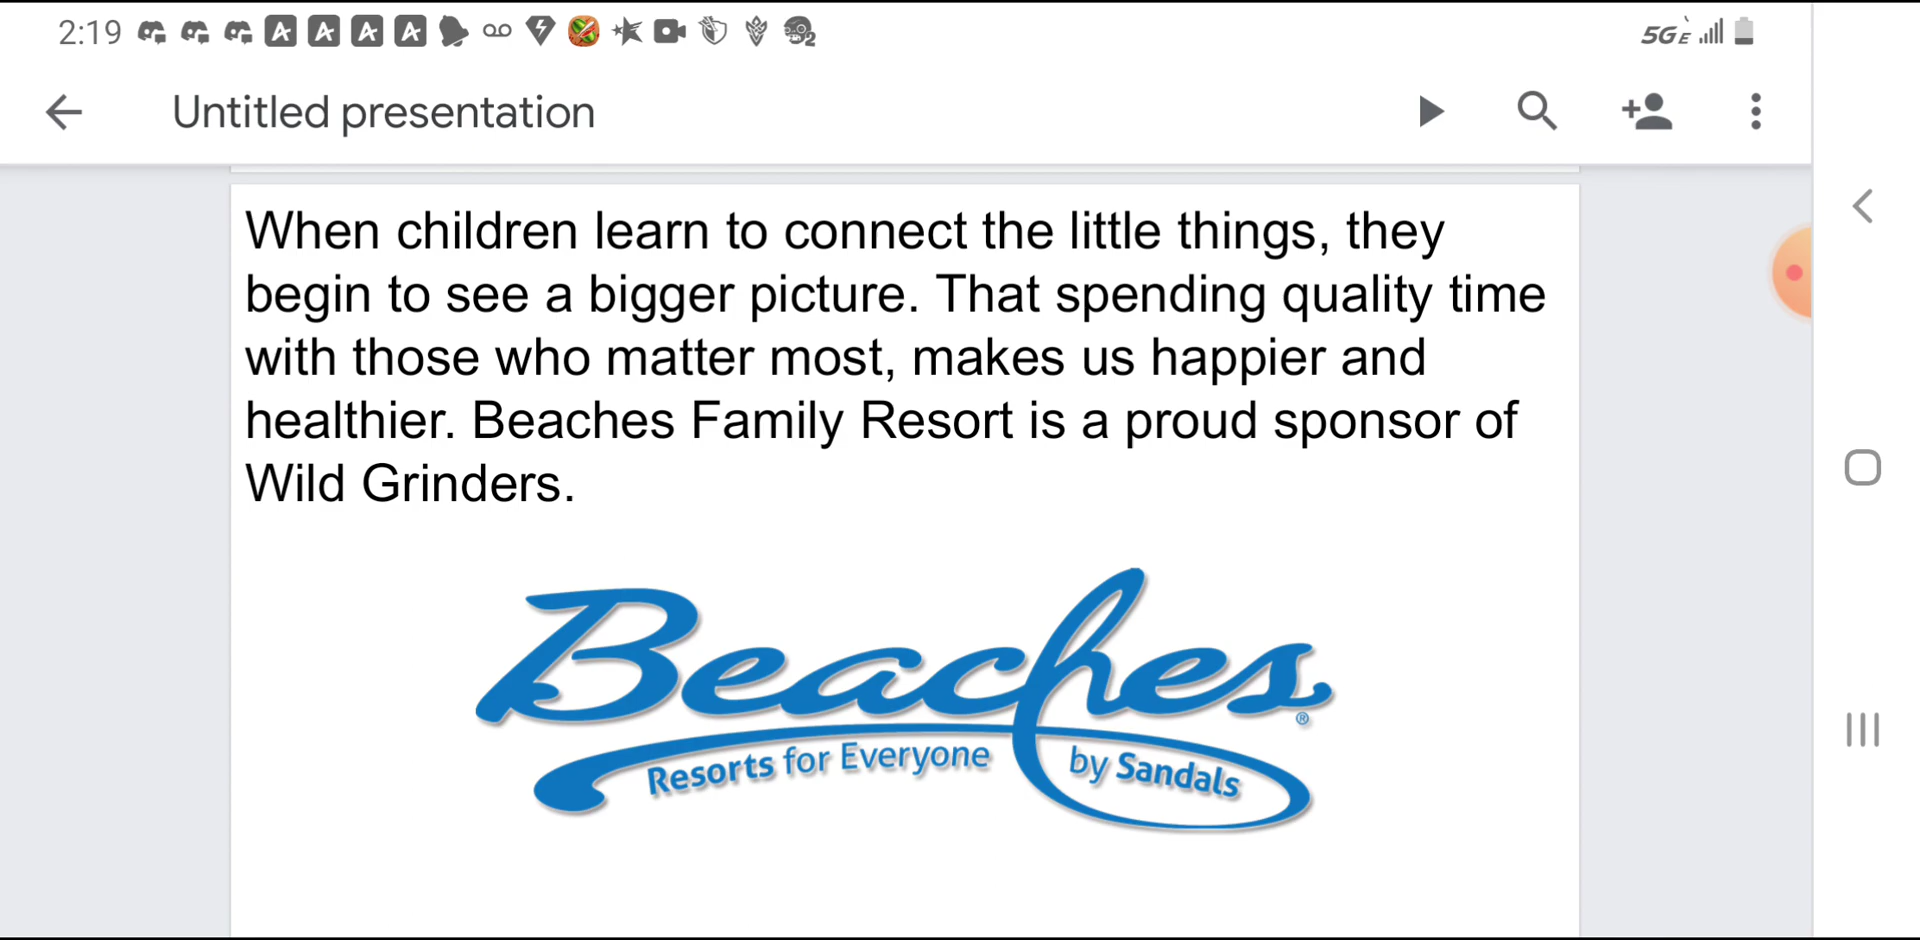 2:19
5GE
Untitled presentation
When children learn to connect the little things, they
begin to see a bigger picture. That spending quality time
with those who matter most, makes us happier and
healthier. Beaches Family Resort is a proud sponsor of
Wild Grinders.
Beaches®
Resorts for Everyone by Sandals